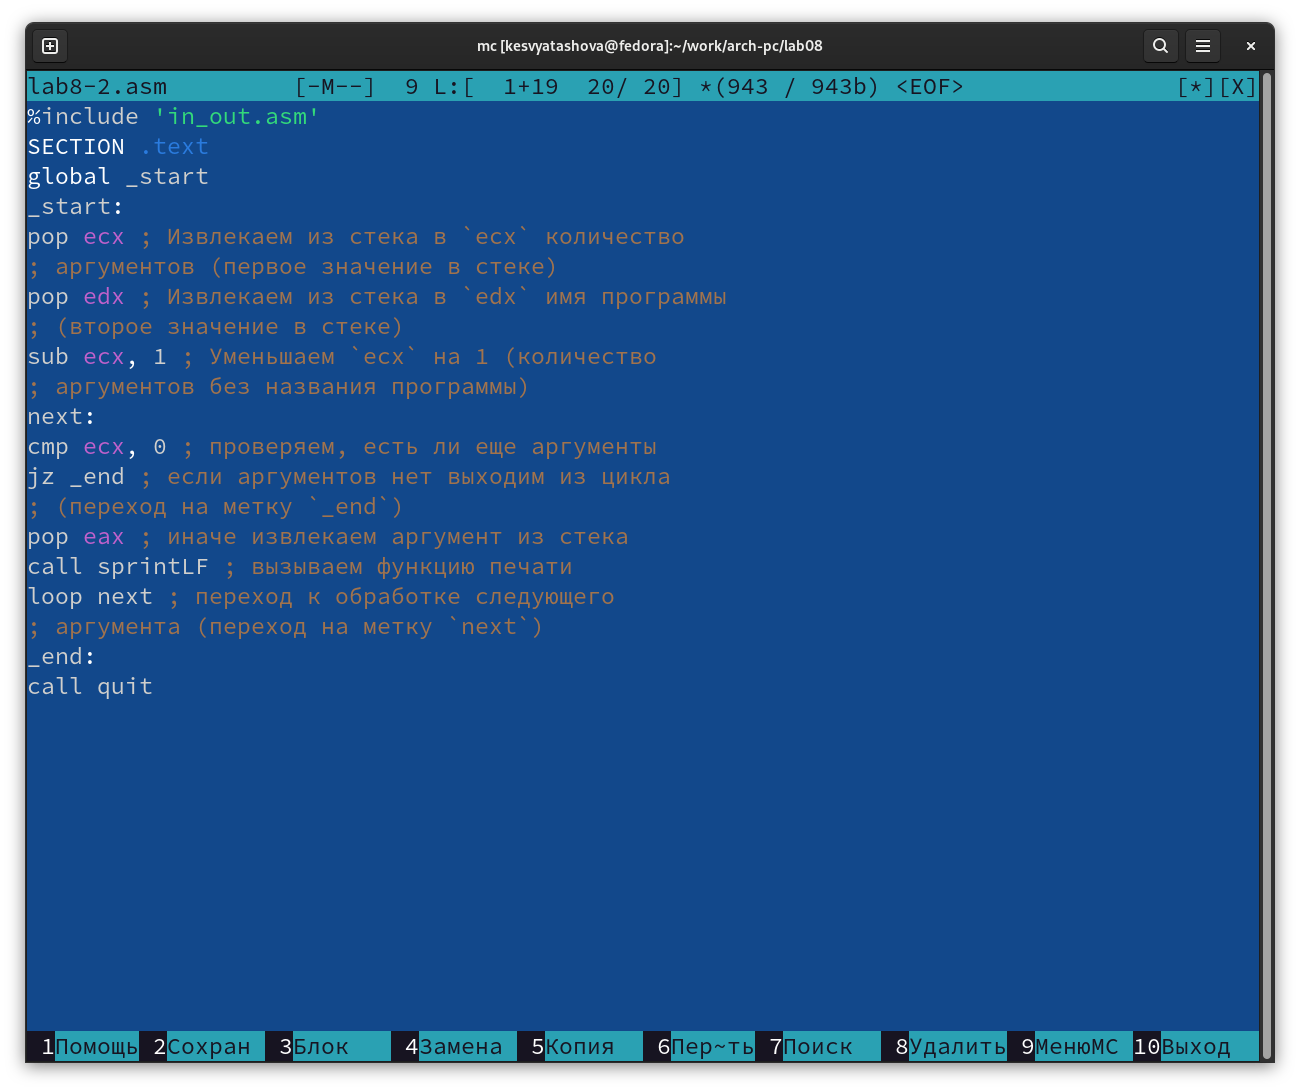 mc [kesvyatashova@fedora]:~/work/arch-pc/lab08
lab8-2.asm [-M--] 9 L:[ 1+19 20/ 20] *(943 / 943b) <EOF> [*][X]
%include 'in_out.asm'
SECTION .text
global _start
_start:
pop ecx ; Извлекаем из стека в `ecx` количество
; аргументов (первое значение в стеке)
pop edx ; Извлекаем из стека в `edx` имя программы
; (второе значение в стеке)
sub ecx, 1 ; Уменьшаем `ecx` на 1 (количество
; аргументов без названия программы)
next:
cmp ecx, 0 ; проверяем, есть ли еще аргументы
jz _end ; если аргументов нет выходим из цикла
; (переход на метку `_end`)
pop eax ; иначе извлекаем аргумент из стека
call sprintLF ; вызываем функцию печати
loop next ; переход к обработке следующего
; аргумента (переход на метку `next`)
_end:
call quit
1Помощь 2Сохран 3Блок 4Замена 5Копия 6Пер~ть 7Поиск 8Удалить 9МенюМС 10Выход